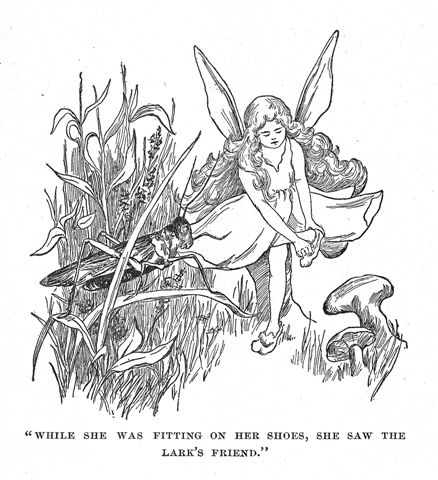 “WHILE SHE WAS FITTING ON HER SHOES, SHE SAW THE
LARK’S FRIEND.”